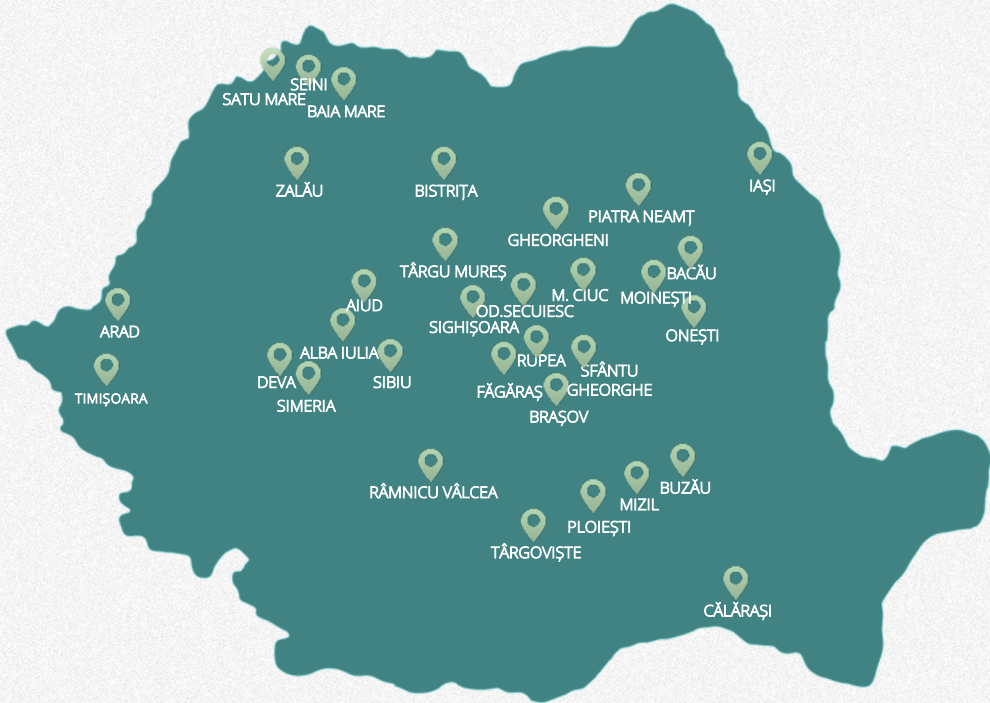 SEINI
SATU MARE
BAIA MARE
ZALĂU
BISTRIȚA
IAȘI
PIATRA NEAMȚ
GHEORGHENI
TÂRGU MUREȘ
BACĂU
M. CIUC
MOINEȘTI
AIUD
OD.SECUIESC
SIGHIȘOARA
ARAD
ONEȘTI
ALBA IULIA
RUPEA
SFÂNTU
GHEORGHE
DEVA
SIBIU
FĂGĂRAȘ
TIMIȘOARA
SIMERIA
BRAȘOV
RÂMNICU VÂLCEA
BUZĂU
MIZIL
PLOIEȘTI
TÂRGOVIȘTE
CĂLĂRAȘI